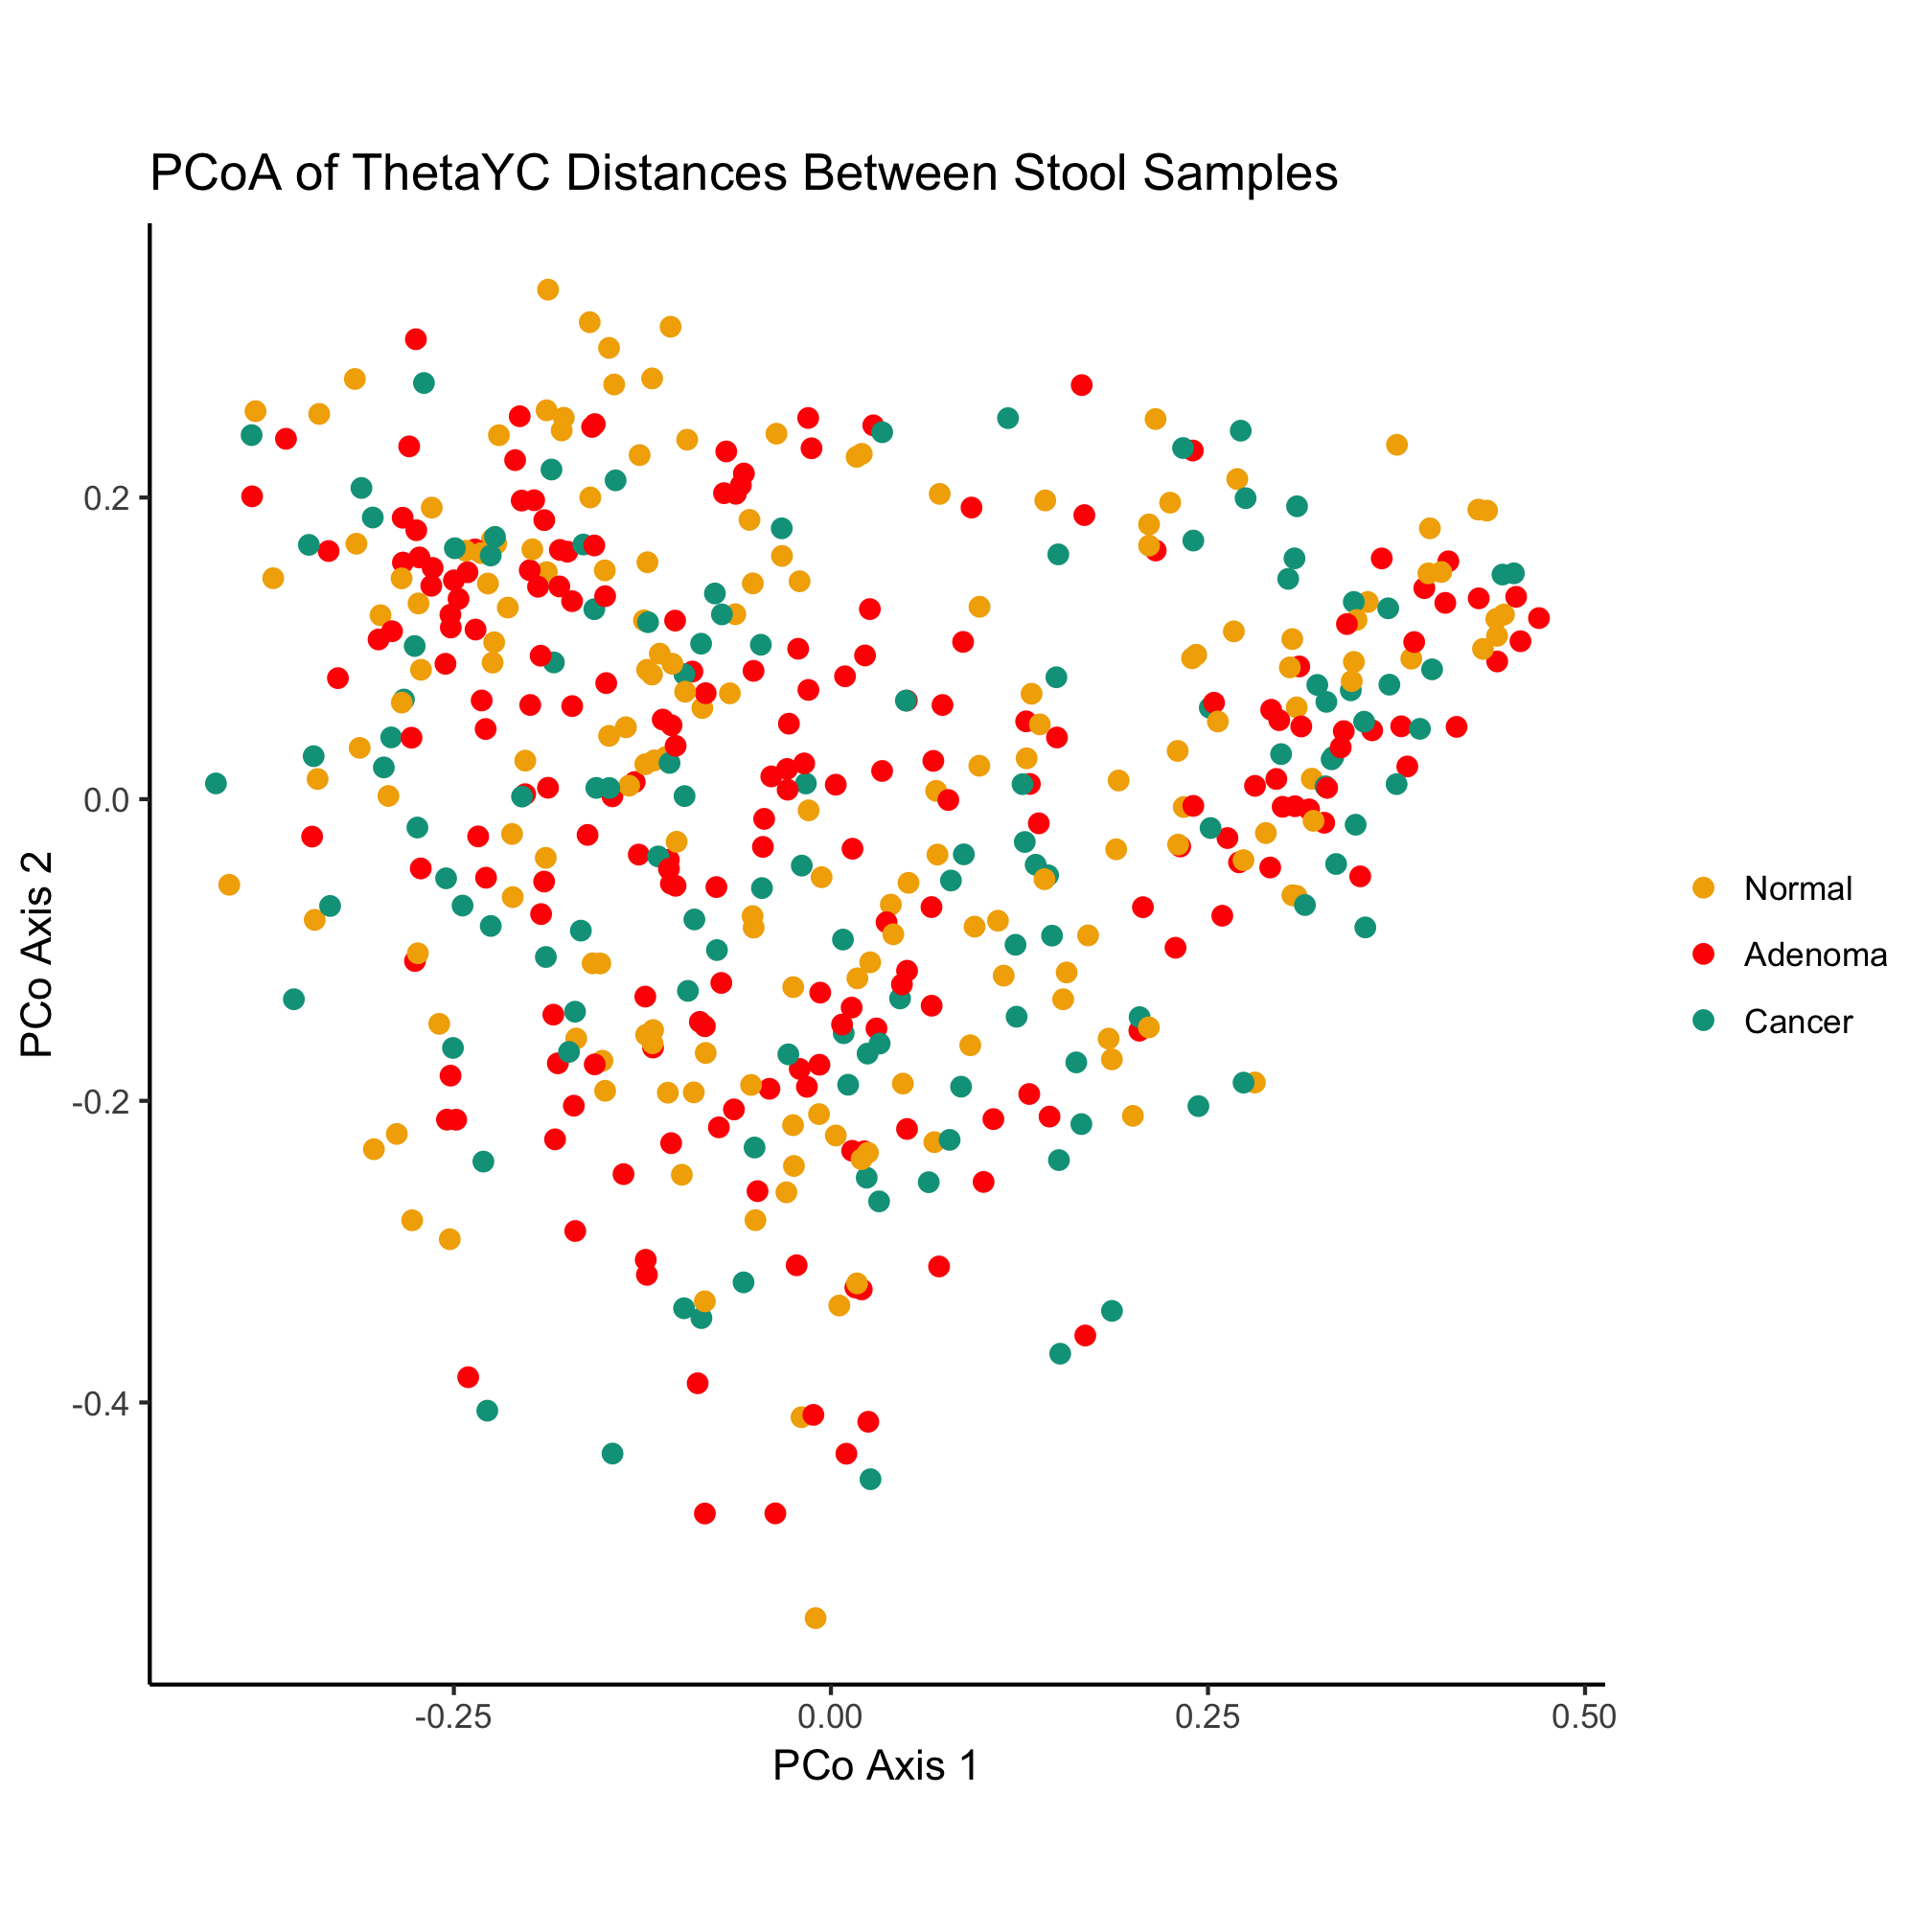 PCoA of ThetaYC Distances Between Stool Samples
0.2
0.0
-0.2
-0.4
PCo Axis 2
-0.25
0.00
0.25
0.50
PCo Axis 1
Normal
Adenoma
Cancer